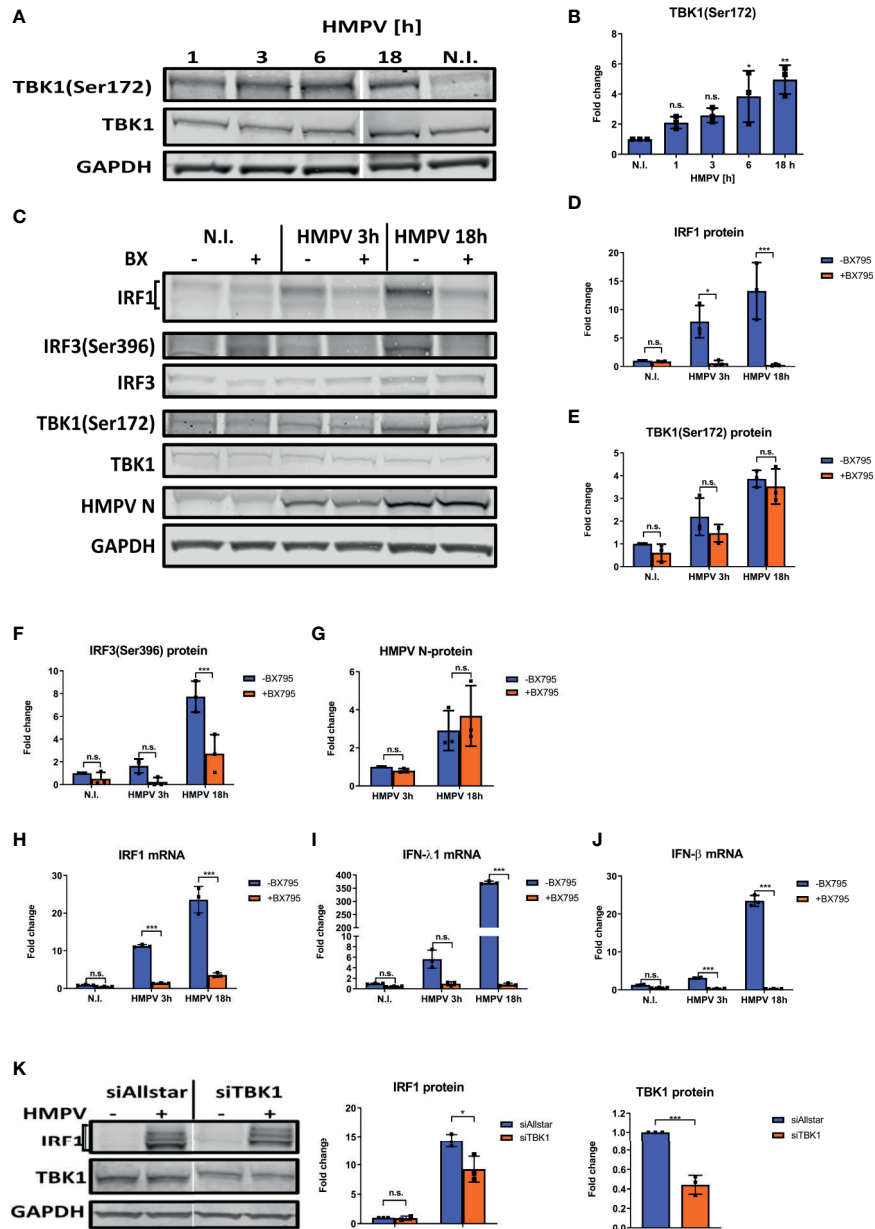 A
HMPV [h]
1 3 6 18 N.I.
TBK1(Ser172)
TBK1
GAPDH
B
TBK1(Ser172)
Fold change
8
6
4
2
0
n.s.
n.s.
*
**
N.I. 1 3 6 18 h
HMPV [h]
C
N.I. HMPV 3h HMPV 18h
BX - + - + - +
IRF1
IRF3(Ser396)
IRF3
TBK1(Ser172)
TBK1
HMPV N
GAPDH
D
IRF1 protein
Fold change
20
15
10
5
0
n.s.
*
***
N.I. HMPV 3h HMPV 18h
-BX795
+BX795
E
TBK1(Ser172) protein
Fold change
5
4
3
2
1
0
n.s.
n.s.
n.s.
N.I. HMPV 3h HMPV 18h
-BX795
+BX795
F
IRF3(Ser396) protein
Fold change
10
8
6
4
2
0
n.s.
n.s.
***
N.I. HMPV 3h HMPV 18h
-BX795
+BX795
G
HMPV N-protein
Fold change
6
4
2
0
n.s.
n.s.
HMPV 3h HMPV 18h
-BX795
+BX795
H
IRF1 mRNA
Fold change
30
20
10
0
n.s.
***
***
N.I. HMPV 3h HMPV 18h
-BX795
+BX795
I
IFN-λ1 mRNA
Fold change
400
350
300
250
200
150
10
8
6
4
2
0
n.s.
n.s.
***
N.I. HMPV 3h HMPV 18h
-BX795
+BX795
J
IFN-β mRNA
Fold change
30
20
10
0
n.s.
***
***
N.I. HMPV 3h HMPV 18h
-BX795
+BX795
K
siAllstar siTBK1
HMPV - + - +
IRF1
TBK1
GAPDH
IRF1 protein
Fold change
20
15
10
5
0
n.s.
*
siAllstar
siTBK1
TBK1 protein
Fold change
1.2
1.0
0.8
0.6
0.4
0.2
0.0
***
siAllstar
siTBK1